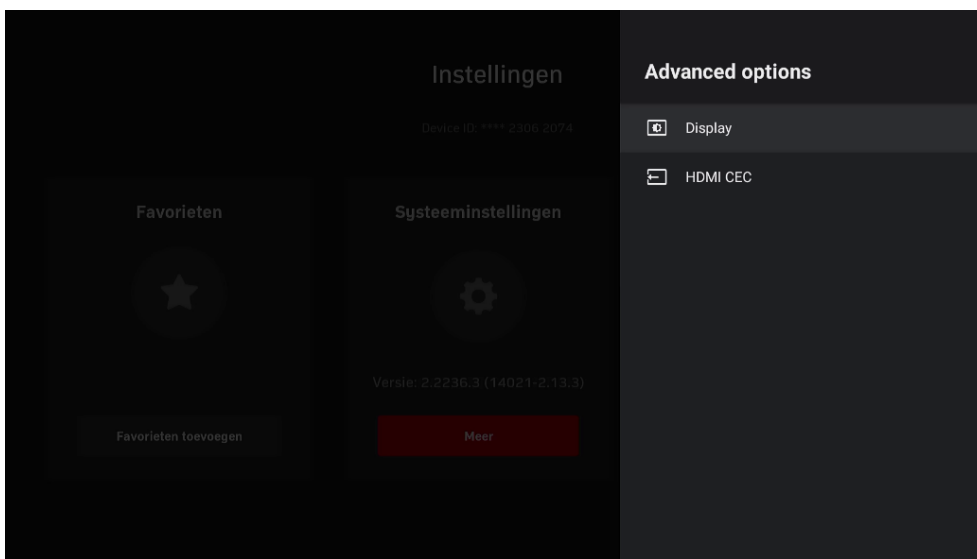 Instellingen
Device ID: **** 2306 2074
Favorieten
Systeeminstellingen
Versie: 2.2236.3 (14021-2.13.3)
Favorieten toevoegen
Meer
Advanced options
Display
HDMI CEC